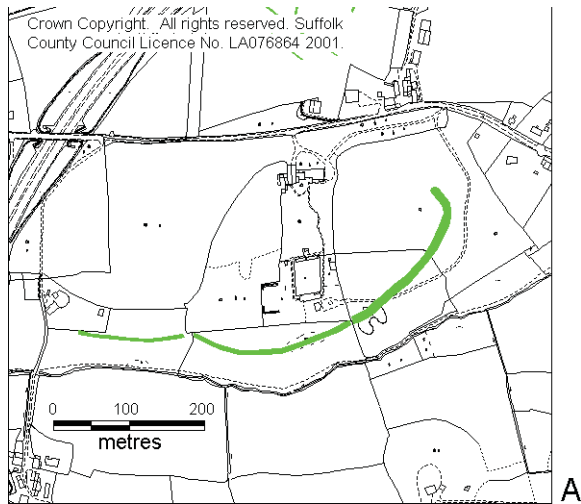 Crown Copyright. All rights reserved. Suffolk
County Council Licence No. LA076864 2001.
0 100 200
metres
A